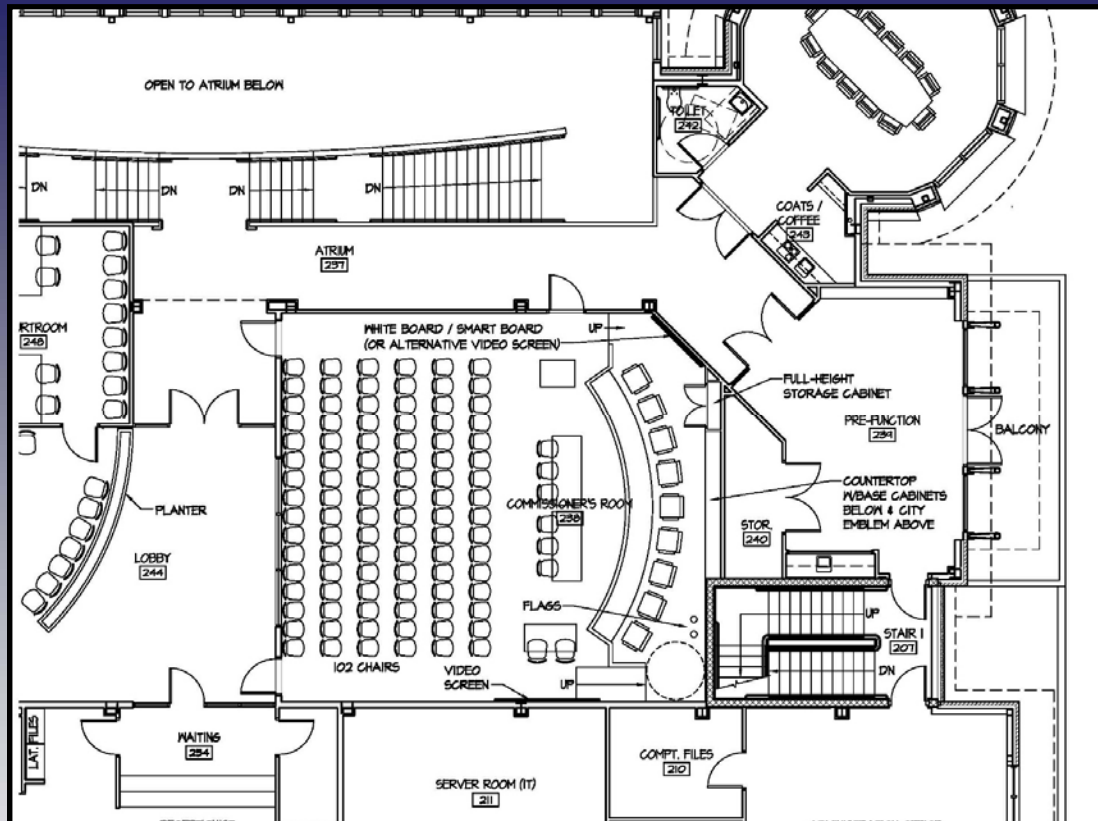 OPEN TO ATRIUM BELOW
TOILET
242
DN
DN
DN
DN
COATS /
COFFEE
243
ATRIUM
237
248
WHITE BOARD / SMART BOARD
(OR ALTERNATIVE VIDEO SCREEN)
UP
FULL-HEIGHT
STORAGE CABINET
PRE-FUNCTION
239
BALCONY
COUNTERTOP
W/BASE CABINETS
BELOW & CITY
EMBLEM ABOVE
COMMISSIONER'S ROOM
238
PLANTER
STOR.
240
LOBBY
244
FLAGS
UP
STAIR 1
207
DN
102 CHAIRS
VIDEO
SCREEN
UP
LAT. FILES
WAITING
234
COMPT. FILES
210
SERVER ROOM (IT)
211